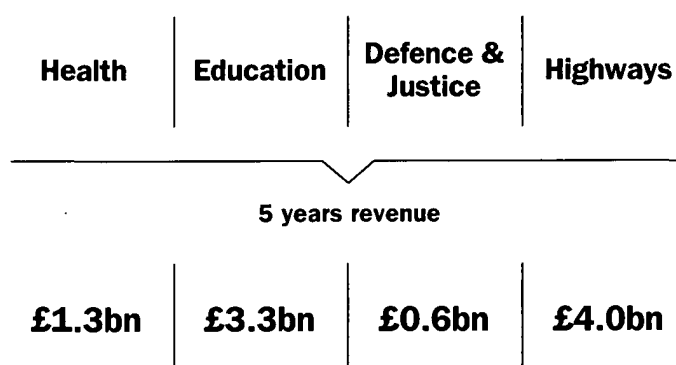 Health
Education
Defence &
Justice
Highways
5 years revenue
£1.3bn
£3.3bn
£0.6bn
£4.0bn